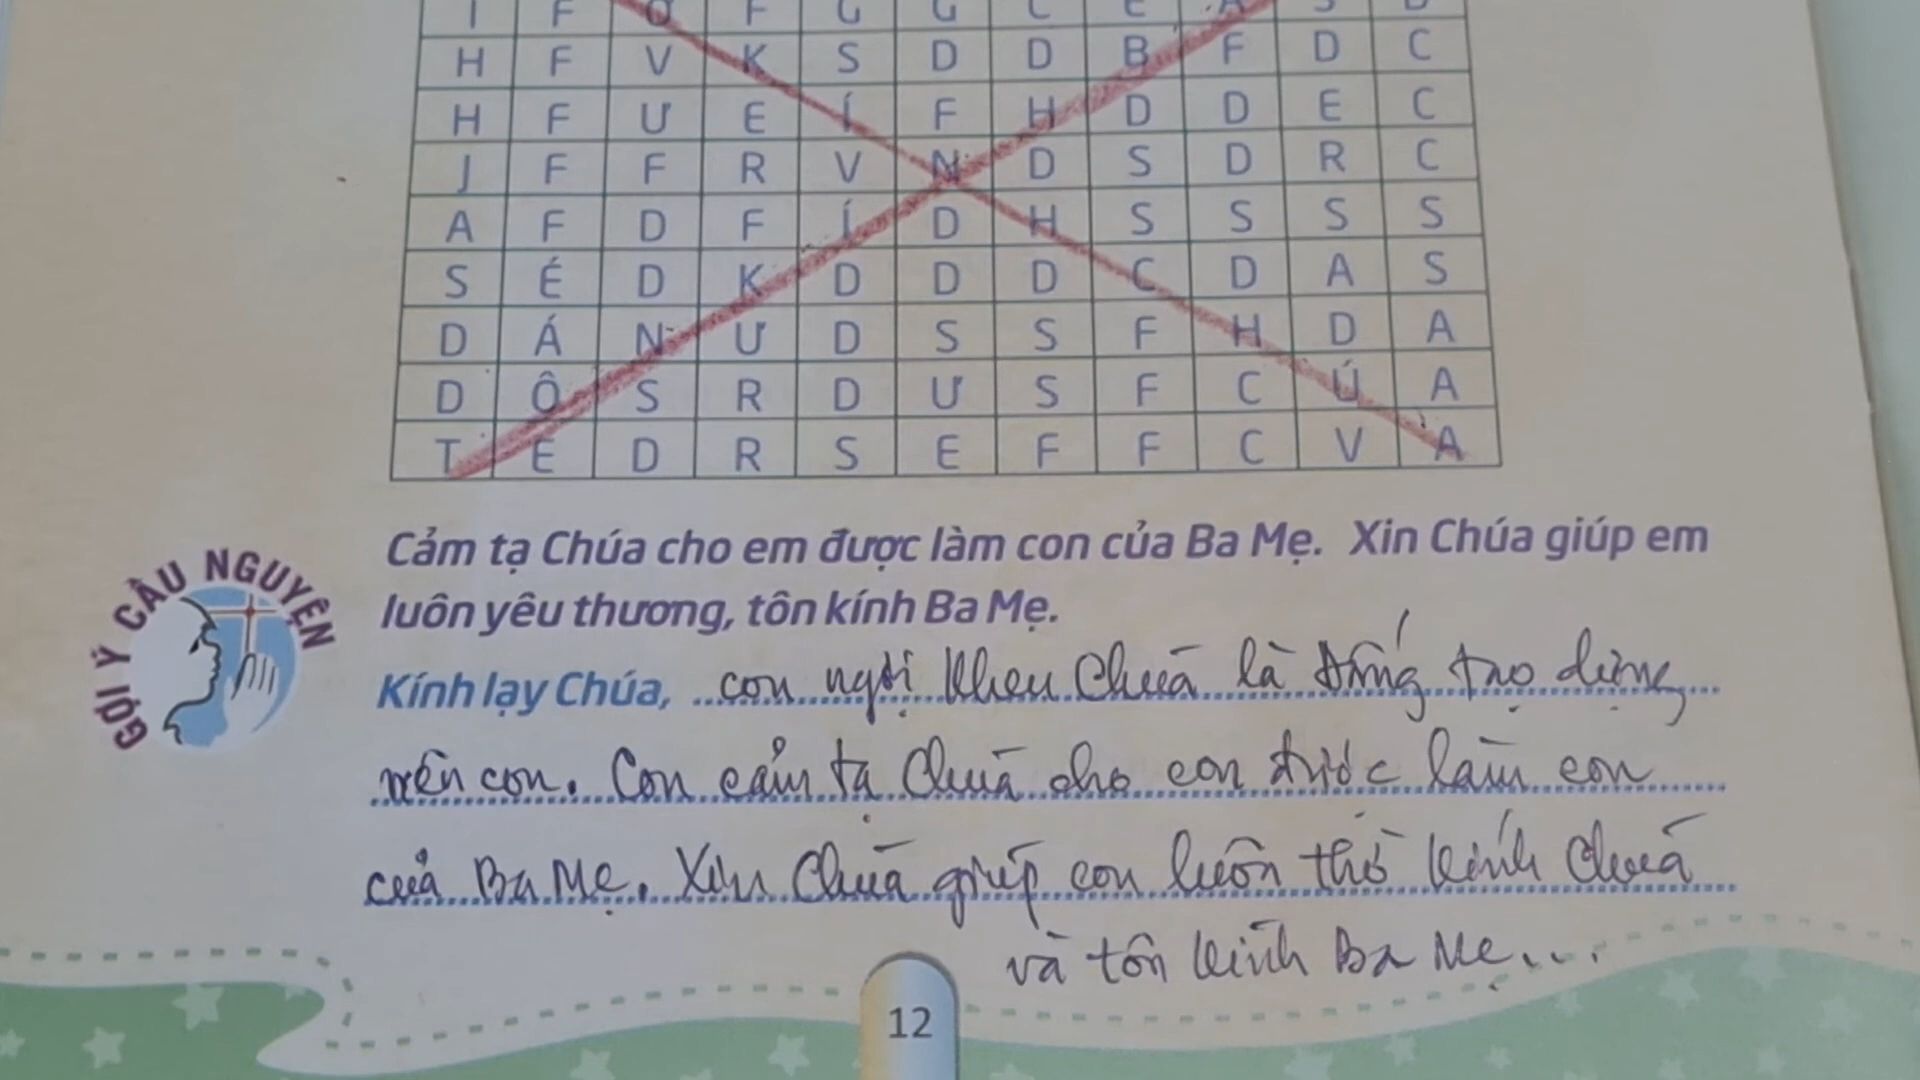 I F Ơ F G G C E A S D
H F V K S D D B F D C
H F Ư E Í F H D D E C
J F F R V N D S D R C
A F D F Í D H S S S S
S É D K D D D C D A S
D Á N Ư D S S F H D A
D Ô S R D Ư S F C Ú A
T E D R S E F F C V A
GỢI Ý CẦU NGUYỆN
Cảm tạ Chúa cho em được làm con của Ba Mẹ. Xin Chúa giúp em
luôn yêu thương, tôn kính Ba Mẹ.
Kính lạy Chúa, con ngợi khen Chúa là Đấng tạo dựng
nên con. Con cảm tạ Chúa cho con được làm con
của Ba Mẹ. Xin Chúa giúp con luôn thờ kính Chúa
và tôn kính Ba Mẹ...
12